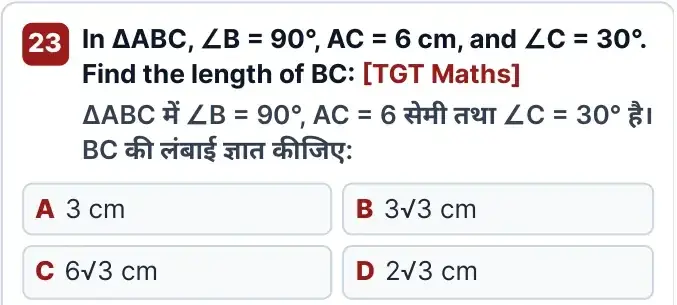 23 In ΔABC, ∠B = 90°, AC = 6 cm, and ∠C = 30°.
Find the length of BC: [TGT Maths]
ΔABC में ∠B = 90°, AC = 6 सेमी तथा ∠C = 30° है।
BC की लंबाई ज्ञात कीजिए:
A 3 cm
B 3√3 cm
C 6√3 cm
D 2√3 cm